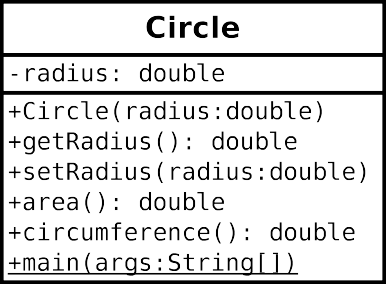 Circle
-radius: double
+Circle(radius:double)
+getRadius(): double
+setRadius(radius:double)
+area(): double
+circumference(): double
+main(args:String[])